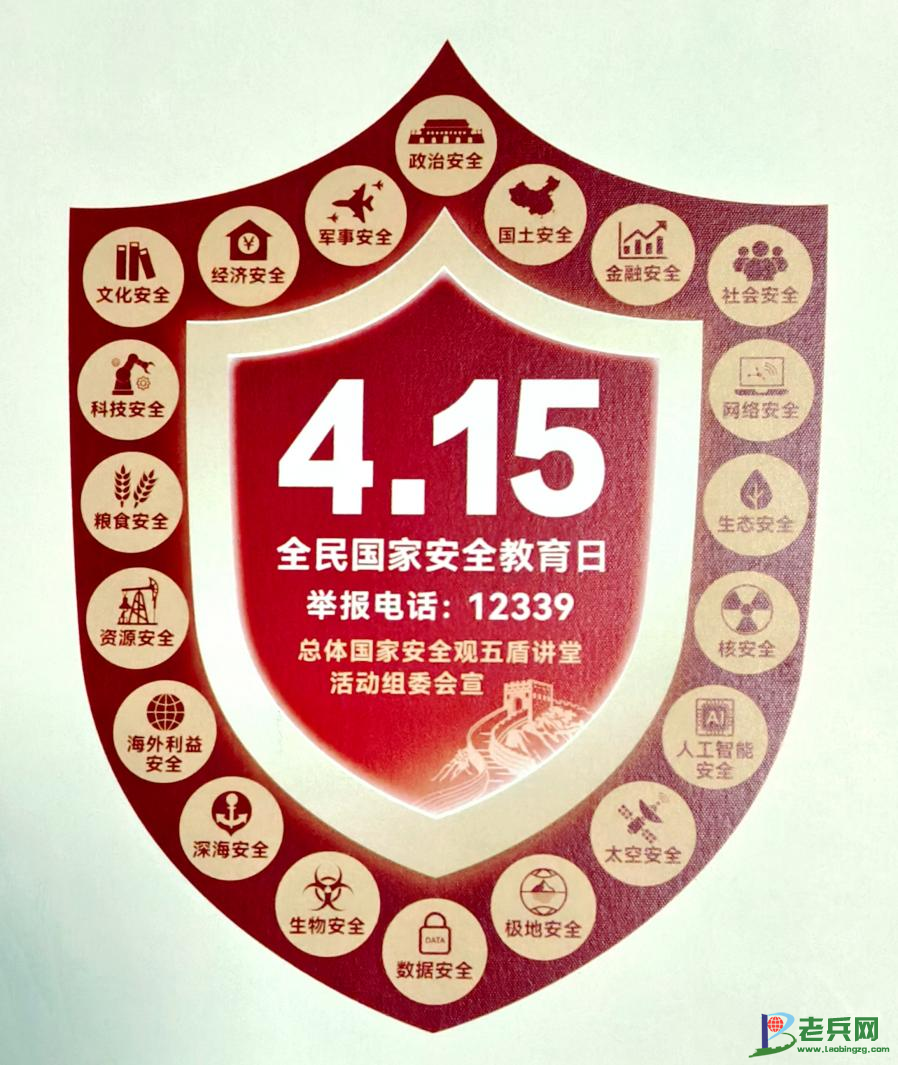 政治安全
军事安全
国土安全
经济安全
金融安全
文化安全
社会安全
科技安全
网络安全
粮食安全
生态安全
资源安全
核安全
海外利益
安全
AI
人工智能
安全
深海安全
太空安全
生物安全
极地安全
DATA
数据安全
¥
4.15
全民国家安全教育日
举报电话：12339
总体国家安全观五盾讲堂
活动组委会宣
老兵网
www.Laobingzg.com